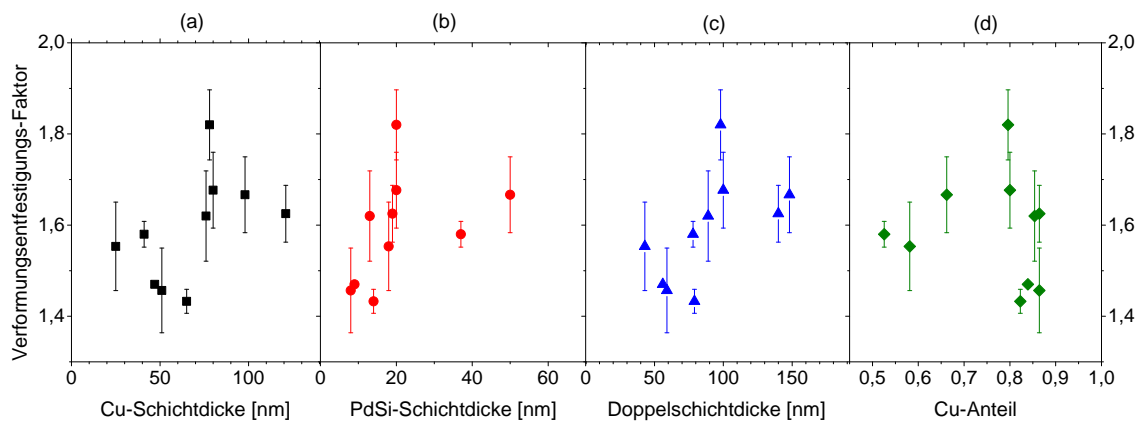 (a) (b) (c) (d)
Verformungsentfestigungs-Faktor
2,0 2,0
1,8 1,8
1,6 1,6
1,4 1,4
0 50 100 0 20 40 60 0 50 100 150 0,5 0,6 0,7 0,8 0,9 1,0
Cu-Schichtdicke [nm] PdSi-Schichtdicke [nm] Doppelschichtdicke [nm] Cu-Anteil